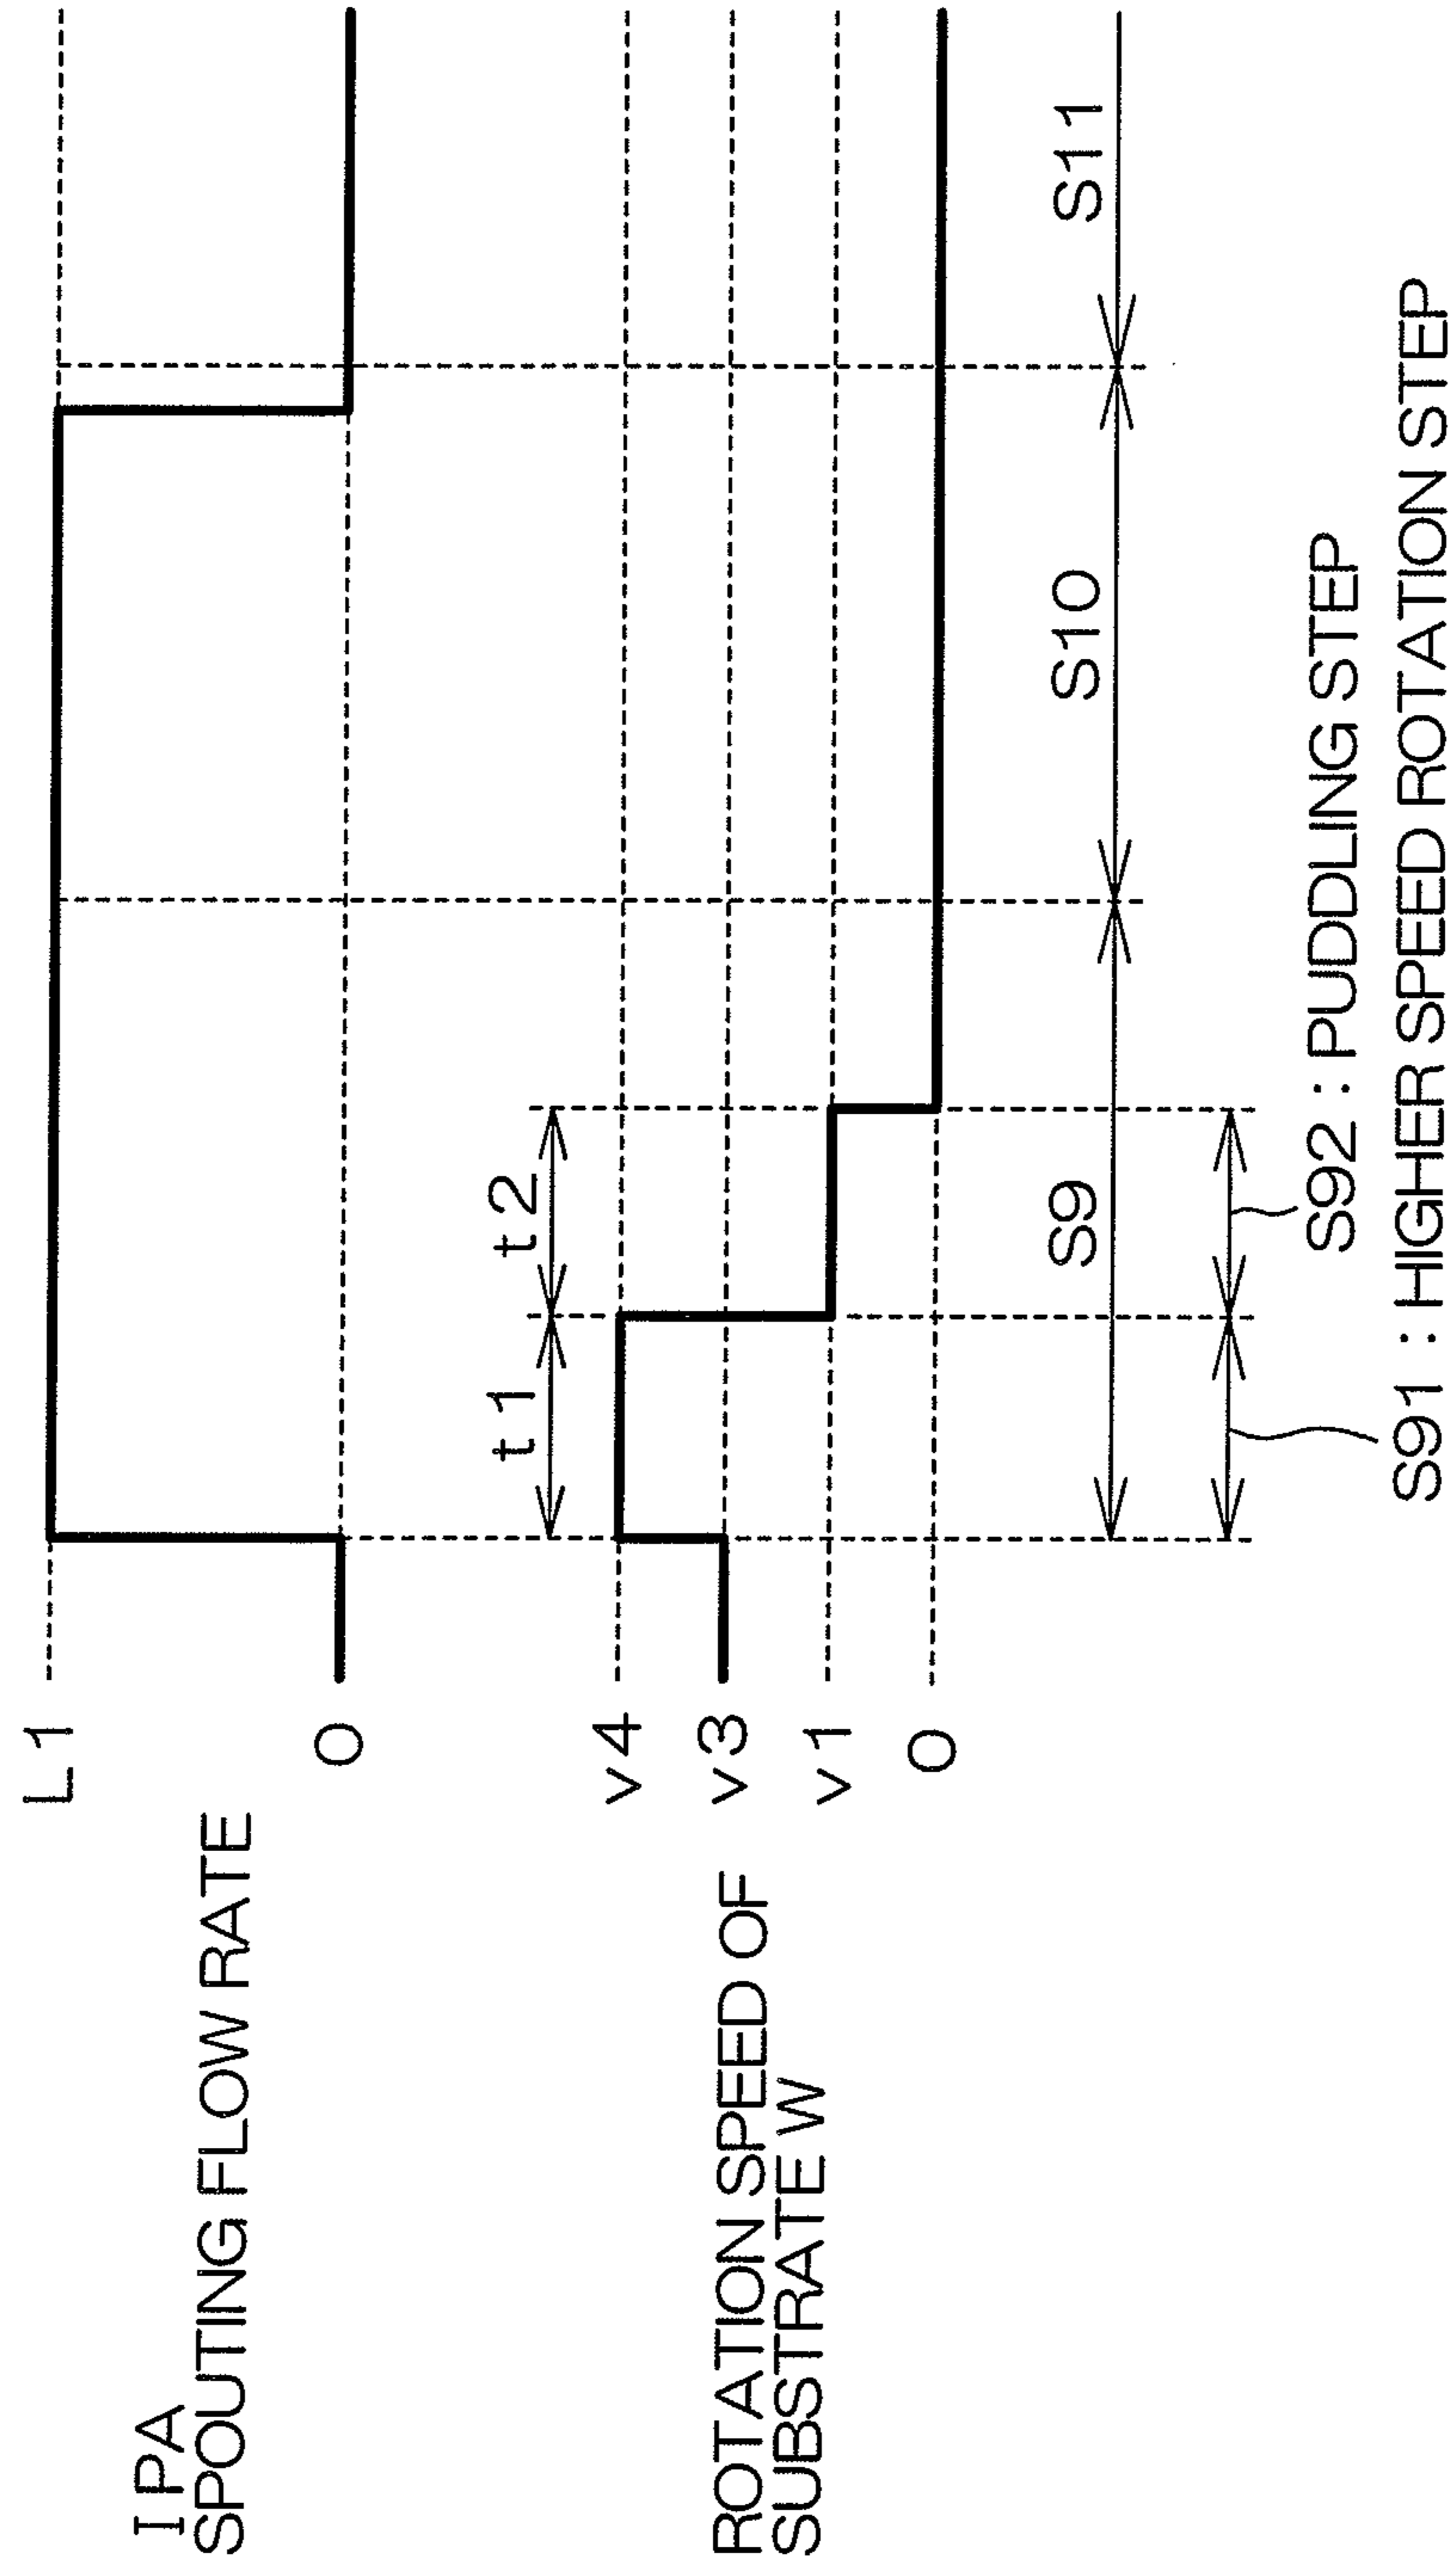 IPA
SPOUTING FLOW RATE
L1
0
t1
t2
ROTATION SPEED OF
SUBSTRATE W
v4
v3
v1
0
S9
S10
S11
S92 : PUDDLING STEP
S91 : HIGHER SPEED ROTATION STEP